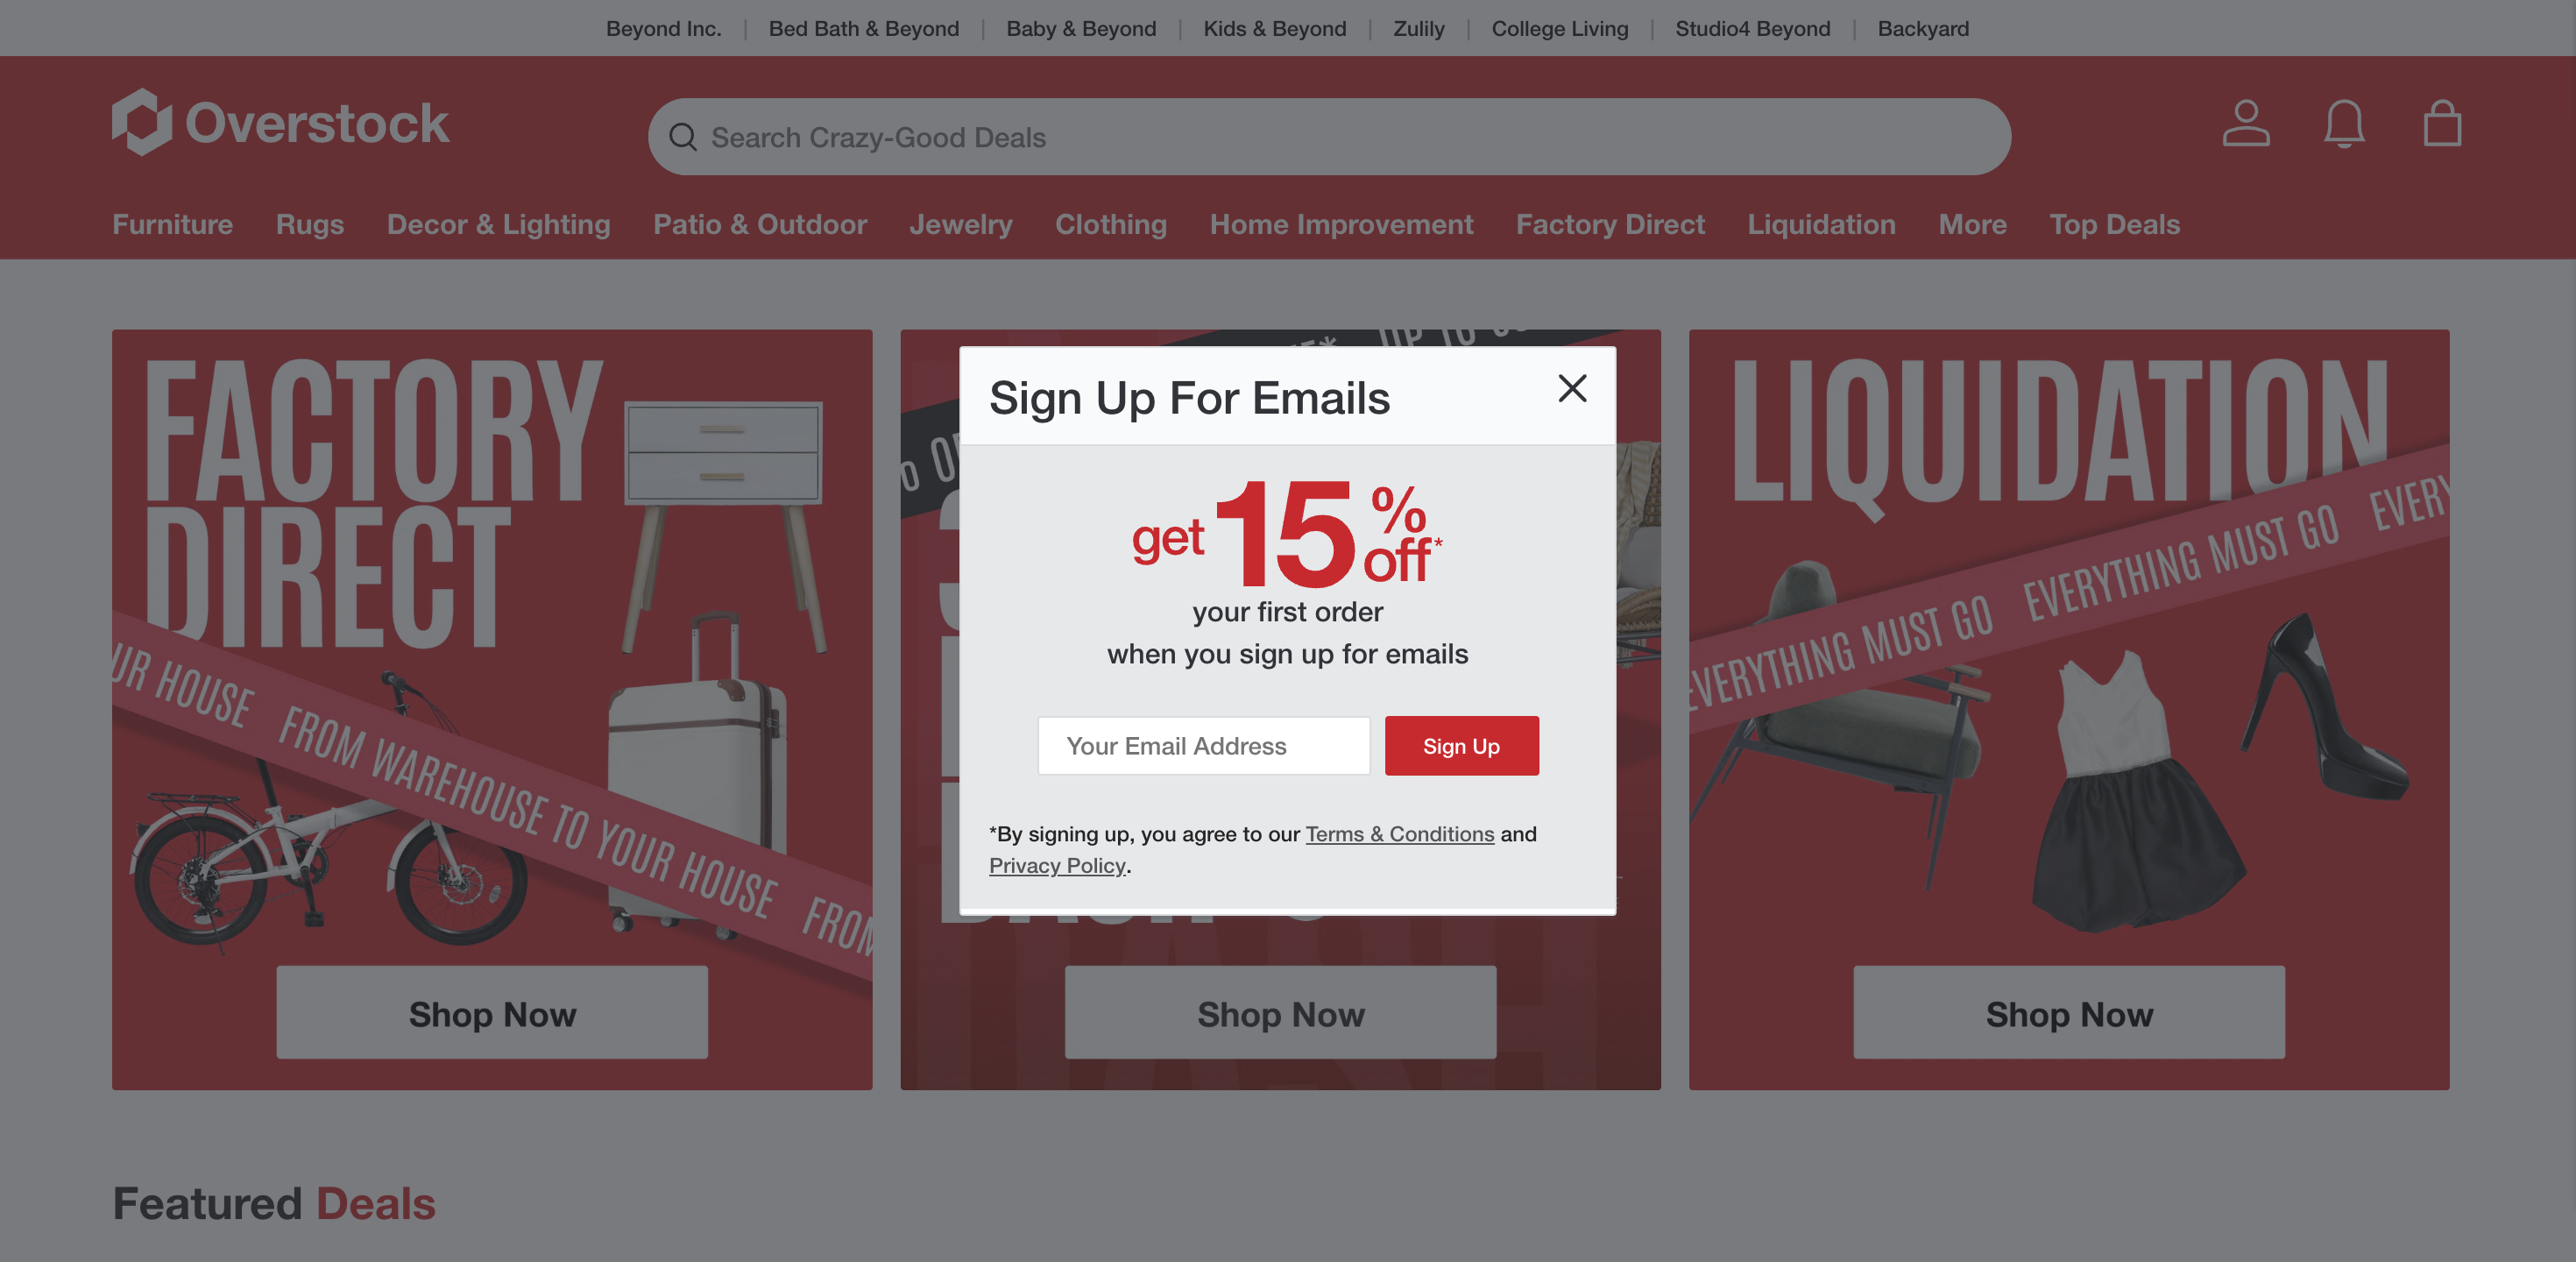 Beyond Inc. | Bed Bath & Beyond | Baby & Beyond | Kids & Beyond | Zulily | College Living | Studio4 Beyond | Backyard
Overstock
Search Crazy-Good Deals
Furniture Rugs Decor & Lighting Patio & Outdoor Jewelry Clothing Home Improvement Factory Direct Liquidation More Top Deals
FACTORY
DIRECT
UR HOUSE FROM WAREHOUSE TO YOUR HOUSE FROM
Shop Now
UP TO
Sign Up For Emails
get 15% off*
your first order
when you sign up for emails
Your Email Address
Sign Up
*By signing up, you agree to our Terms & Conditions and
Privacy Policy.
Shop Now
LIQUIDATION
EVERYTHING MUST GO EVERYTHING MUST GO EVERY
Shop Now
Featured Deals